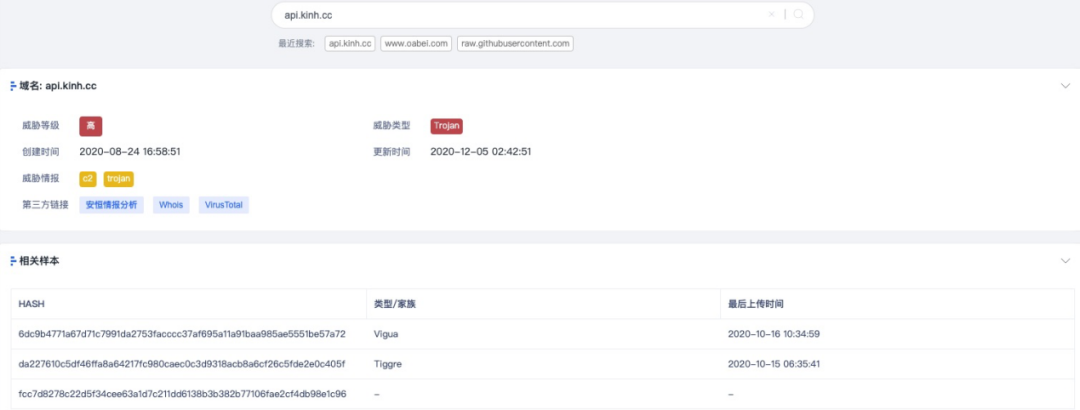 api.kinh.cc × |
最近搜索: api.kinh.cc www.oabei.com raw.githubusercontent.com
域名: api.kinh.cc
威胁等级 高 威胁类型 Trojan
创建时间 2020-08-24 16:58:51 更新时间 2020-12-05 02:42:51
威胁情报 c2 trojan
第三方链接 安恒情报分析 Whois VirusTotal
相关样本
HASH 类型/家族 最后上传时间
6dc9b4771a67d71c7991da2753facccc37af695a11a91baa985ae5551be57a72 Vigua 2020-10-16 10:34:59
da227610c5df46ffa8a64217fc980caec0c3d9318acb8a6cf26c5fde2e0c405f Tiggre 2020-10-15 06:35:41
fcc7d8278c22d5f34cee63a1d7c211dd6138b3b382b77106fae2cf4db98e1c96 - -